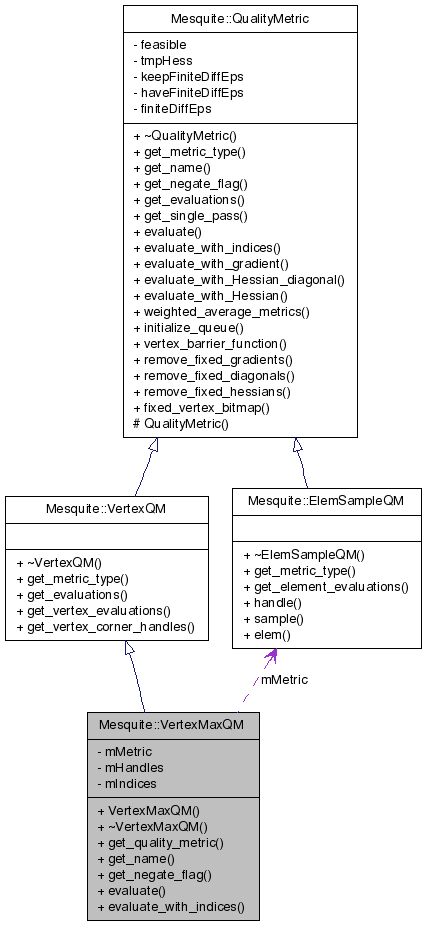 Mesquite::QualityMetric
- feasible
- tmpHess
- keepFiniteDiffEps
- haveFiniteDiffEps
- finiteDiffEps
+ ~QualityMetric()
+ get_metric_type()
+ get_name()
+ get_negate_flag()
+ get_evaluations()
+ get_single_pass()
+ evaluate()
+ evaluate_with_indices()
+ evaluate_with_gradient()
+ evaluate_with_Hessian_diagonal()
+ evaluate_with_Hessian()
+ weighted_average_metrics()
+ initialize_queue()
+ vertex_barrier_function()
+ remove_fixed_gradients()
+ remove_fixed_diagonals()
+ remove_fixed_hessians()
+ fixed_vertex_bitmap()
# QualityMetric()
Mesquite::VertexQM
+ ~VertexQM()
+ get_metric_type()
+ get_evaluations()
+ get_vertex_evaluations()
+ get_vertex_corner_handles()
Mesquite::ElemSampleQM
+ ~ElemSampleQM()
+ get_metric_type()
+ get_element_evaluations()
+ handle()
+ sample()
+ elem()
mMetric
Mesquite::VertexMaxQM
- mMetric
- mHandles
- mIndices
+ VertexMaxQM()
+ ~VertexMaxQM()
+ get_quality_metric()
+ get_name()
+ get_negate_flag()
+ evaluate()
+ evaluate_with_indices()